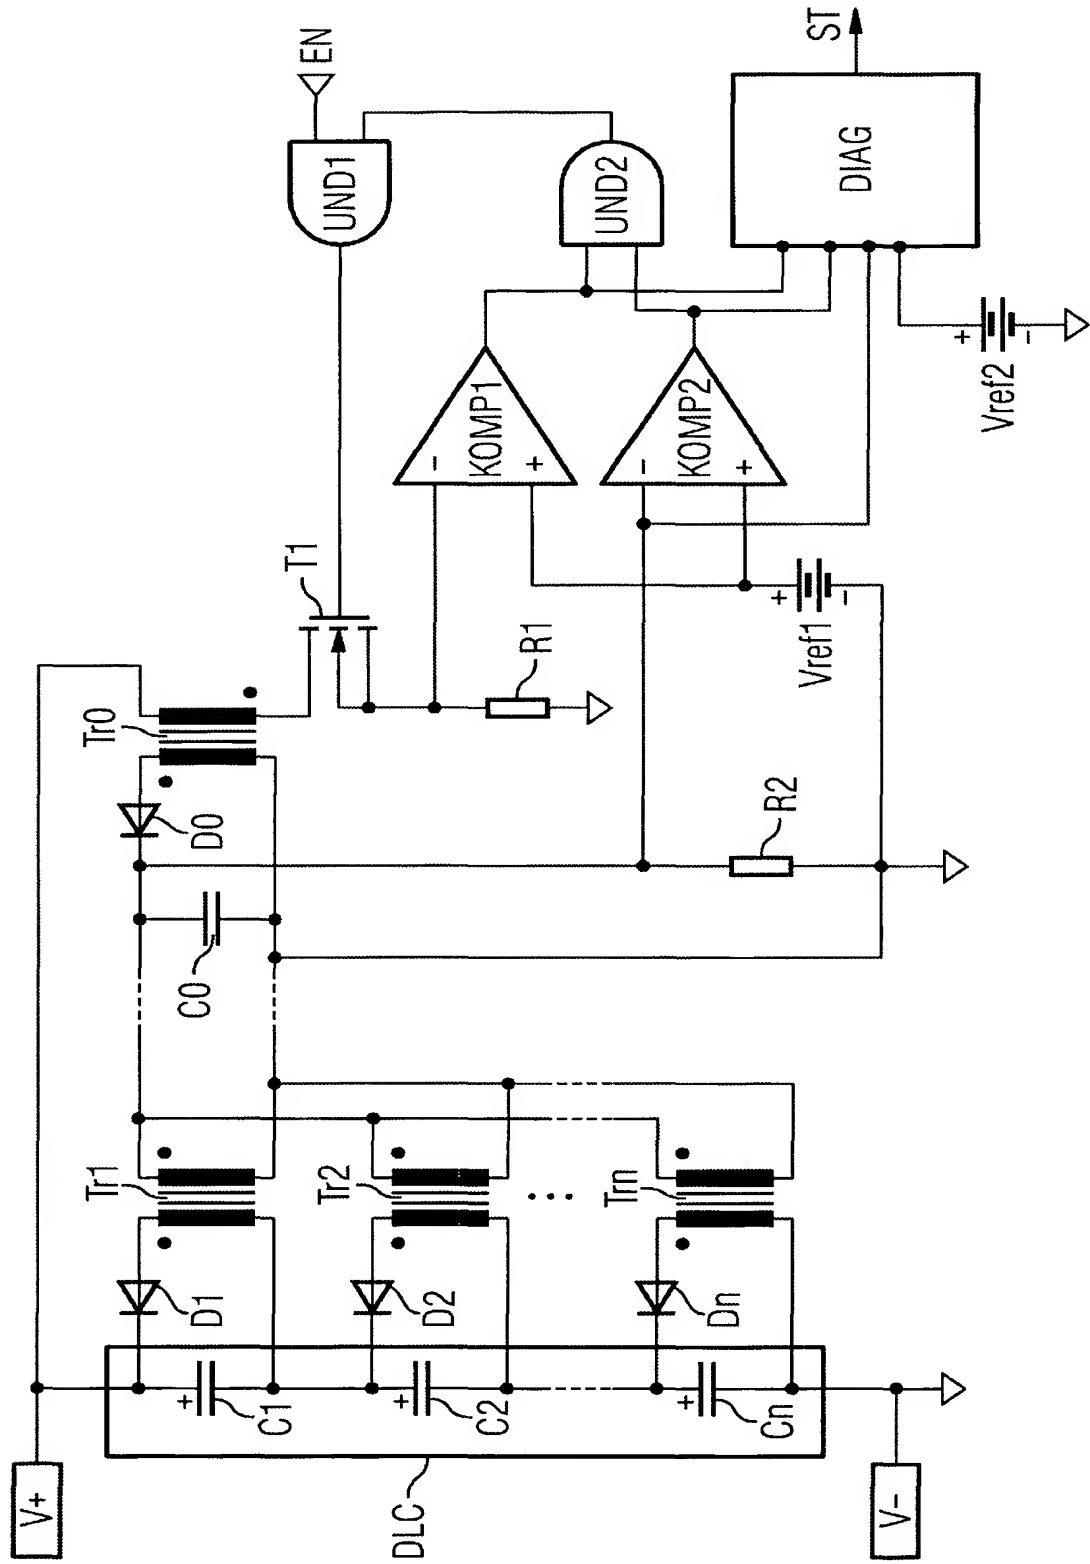 V+
V-
DLC
+
C1
+
C2
+
Cn
D1
D2
Dn
Tr1
Tr2
...
Trn
C0
D0
Tr0
T1
R1
R2
Vref1
+
-
KOMP1
-
+
KOMP2
-
+
UND1
EN
UND2
DIAG
ST
Vref2
+
-